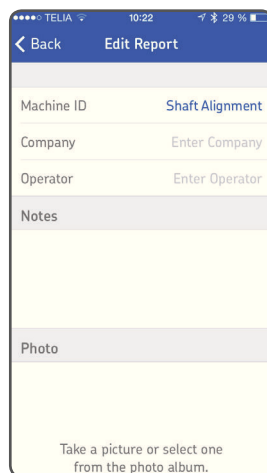 TELIA 10:22 29 %
Back Edit Report
Machine ID Shaft Alignment
Company Enter Company
Operator Enter Operator
Notes
Photo
Take a picture or select one
from the photo album.